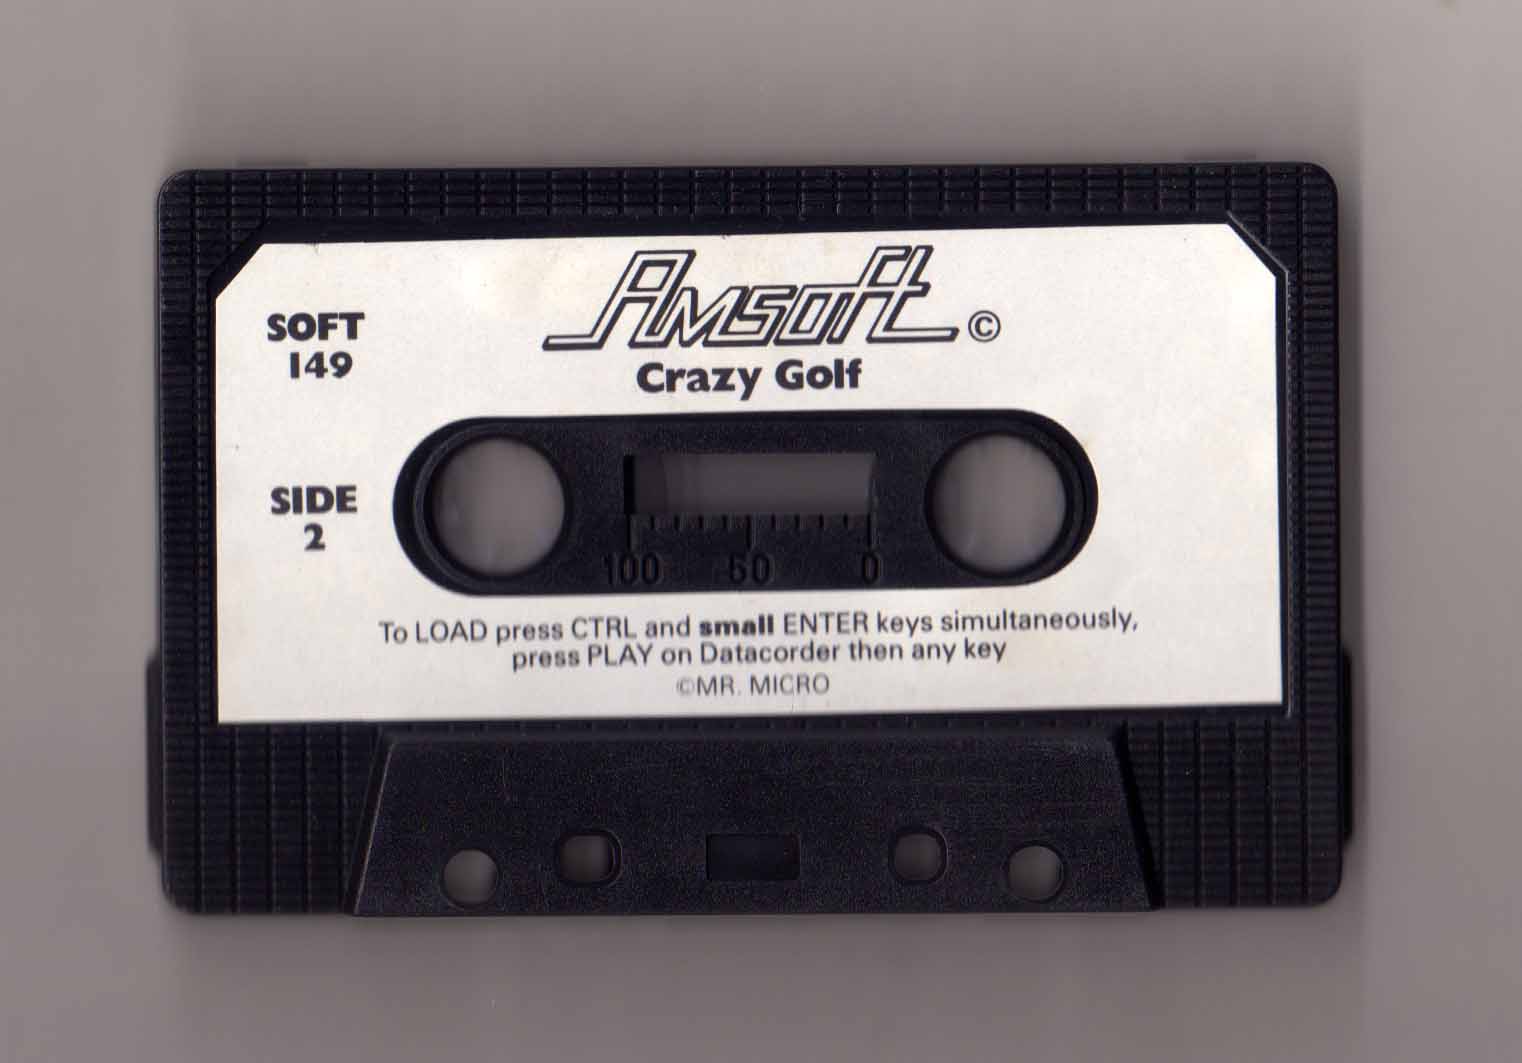 Amsoft ©
SOFT
149
Crazy Golf
SIDE
2
100 50 0
To LOAD press CTRL and small ENTER keys simultaneously,
press PLAY on Datacorder then any key
©MR. MICRO